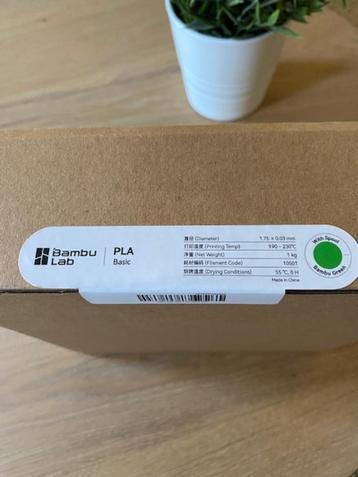 Bambu
Lab
PLA
Basic
直径 (Diameter) 1.75 ± 0.03 mm
打印温度 (Printing Temp) 190 - 230℃
净重 (Net Weight) 1 kg
耗材编码 (Filament Code) 10501
烘烤温度 (Drying Conditions) 55 ℃, 8 H
Made in China
With Spool
Bambu Green